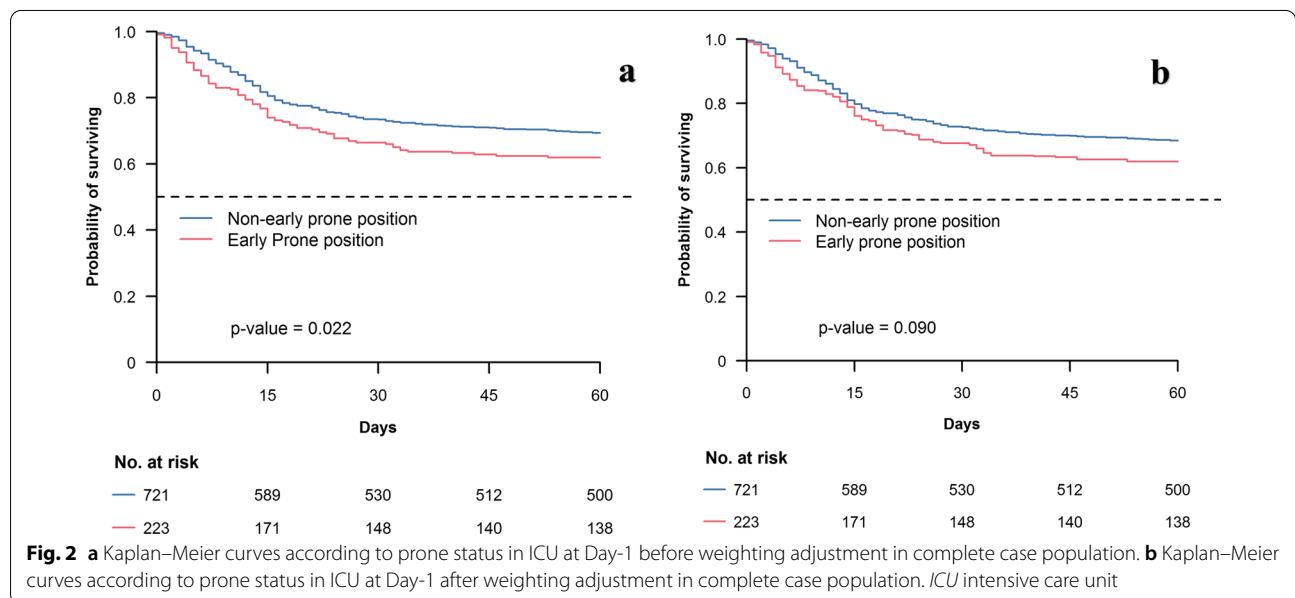 a
1.0
0.8
0.6
0.4
0.2
0
Probability of surviving
Non-early prone position
Early Prone position
p-value = 0.022
0 15 30 45 60
Days
No. at risk
721 589 530 512 500
223 171 148 140 138
b
1.0
0.8
0.6
0.4
0.2
0
Probability of surviving
Non-early prone position
Early prone position
p-value = 0.090
0 15 30 45 60
Days
No. at risk
721 589 530 512 500
223 171 148 140 138
Fig. 2 a Kaplan–Meier curves according to prone status in ICU at Day-1 before weighting adjustment in complete case population. b Kaplan–Meier
curves according to prone status in ICU at Day-1 after weighting adjustment in complete case population. ICU intensive care unit